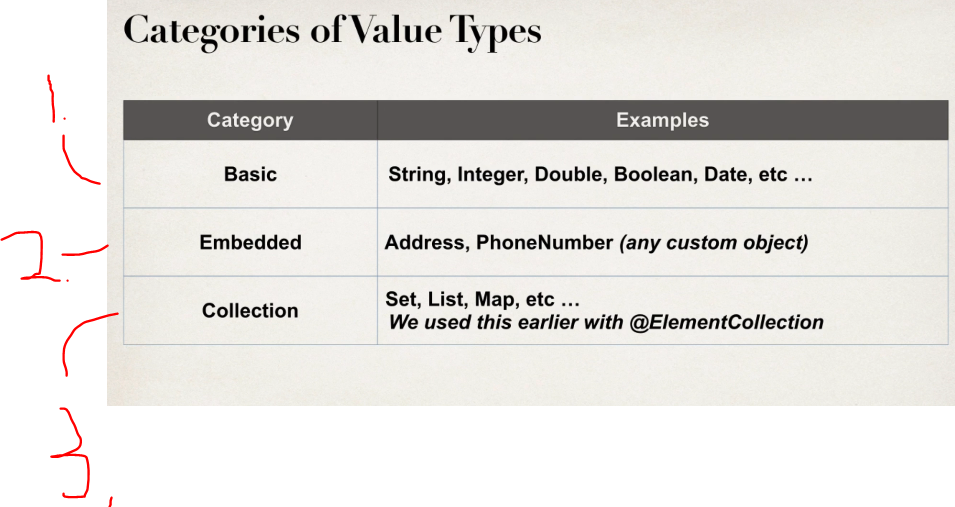 Categories of Value Types
1.
Category Examples
Basic String, Integer, Double, Boolean, Date, etc …
2.
Embedded Address, PhoneNumber (any custom object)
Collection Set, List, Map, etc …
We used this earlier with @ElementCollection
3.